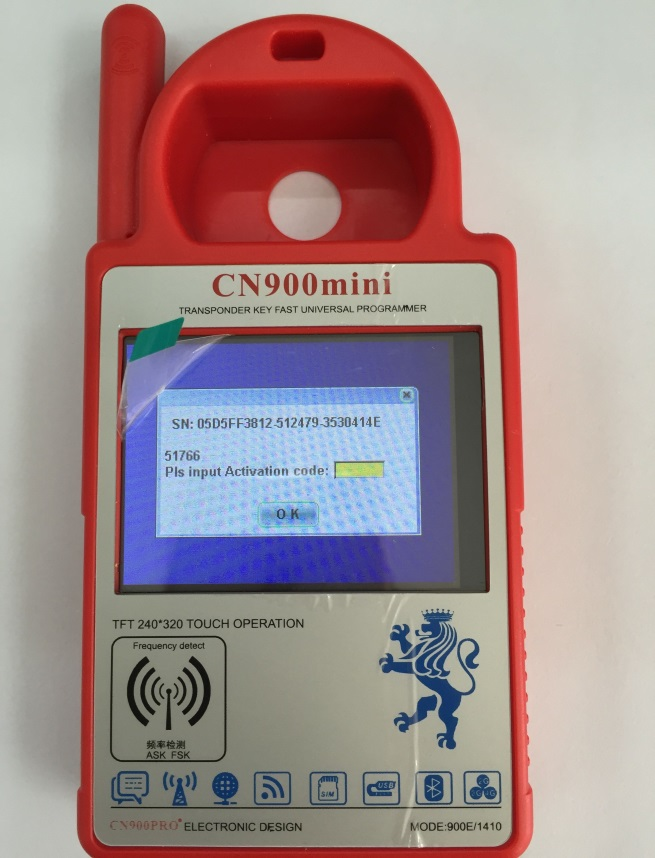 CN900mini
TRANSPONDER KEY FAST UNIVERSAL PROGRAMMER
SN: 05D5FF3812-512479-3530414E
51766
Pls input Activation code:
OK
TFT 240*320 TOUCH OPERATION
Frequency detect
频率检测
ASK FSK
SIM
USB
CN900PRO ELECTRONIC DESIGN
MODE:900E/1410